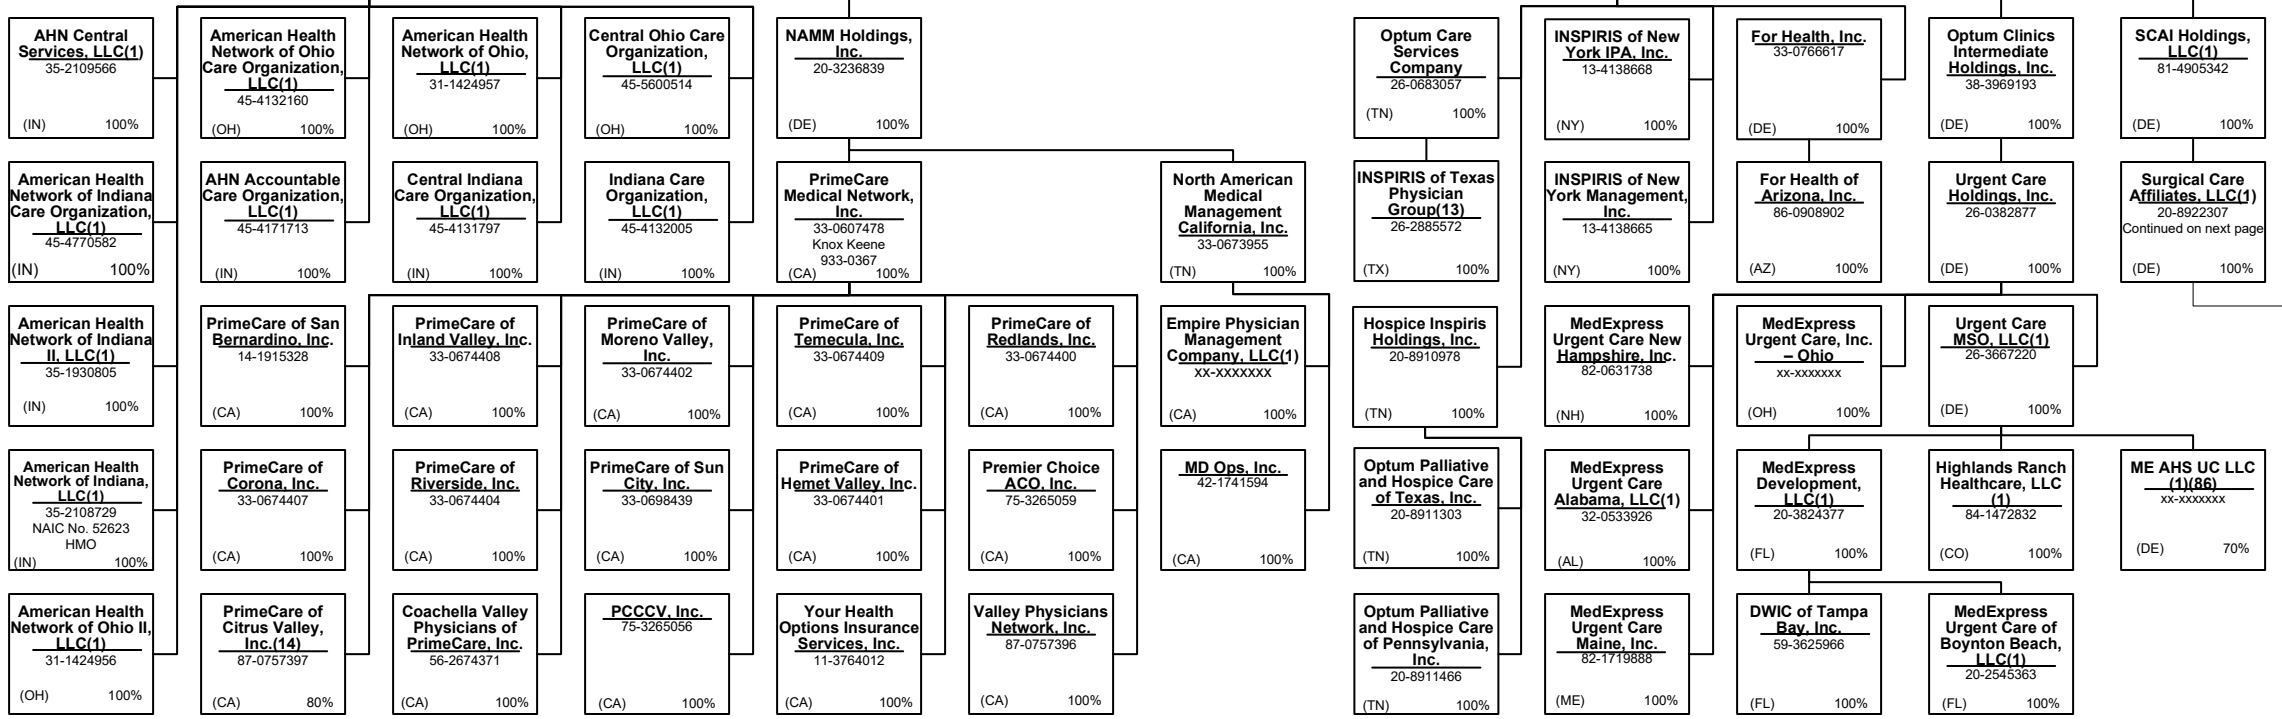 AHN Central
Services, LLC(1)
35-2109566
(IN) 100%
American Health
Network of Ohio
Care Organization,
LLC(1)
45-4132160
(OH) 100%
American Health
Network of Ohio,
LLC(1)
31-1424957
(OH) 100%
Central Ohio Care
Organization,
LLC(1)
45-5600514
(OH) 100%
NAMM Holdings,
Inc.
20-3236839
(DE) 100%
Optum Care
Services
Company
26-0683057
(TN) 100%
INSPIRIS of New
York IPA, Inc.
13-4138668
(NY) 100%
For Health, Inc.
33-0766617
(DE) 100%
Optum Clinics
Intermediate
Holdings, Inc.
38-3969193
(DE) 100%
SCAI Holdings,
LLC(1)
81-4905342
(DE) 100%
American Health
Network of Indiana
Care Organization,
LLC(1)
45-4770582
(IN) 100%
AHN Accountable
Care Organization,
LLC(1)
45-4171713
(IN) 100%
Central Indiana
Care Organization,
LLC(1)
45-4131797
(IN) 100%
Indiana Care
Organization,
LLC(1)
45-4132005
(IN) 100%
PrimeCare
Medical Network,
Inc.
33-0607478
Knox Keene
933-0367
(CA) 100%
North American
Medical
Management
California, Inc.
33-0673955
(TN) 100%
INSPIRIS of Texas
Physician
Group(13)
26-2885572
(TX) 100%
INSPIRIS of New
York Management,
Inc.
13-4138665
(NY) 100%
For Health of
Arizona, Inc.
86-0908902
(AZ) 100%
Urgent Care
Holdings, Inc.
26-0382877
(DE) 100%
Surgical Care
Affiliates, LLC(1)
20-8922307
Continued on next page
(DE) 100%
American Health
Network of Indiana
II, LLC(1)
35-1930805
(IN) 100%
PrimeCare of San
Bernardino, Inc.
14-1915328
(CA) 100%
PrimeCare of
Inland Valley, Inc.
33-0674408
(CA) 100%
PrimeCare of
Moreno Valley,
Inc.
33-0674402
(CA) 100%
PrimeCare of
Temecula, Inc.
33-0674409
(CA) 100%
PrimeCare of
Redlands, Inc.
33-0674400
(CA) 100%
Empire Physician
Management
Company, LLC(1)
xx-xxxxxxx
(CA) 100%
Hospice Inspiris
Holdings, Inc.
20-8910978
(TN) 100%
MedExpress
Urgent Care New
Hampshire, Inc.
82-0631738
(NH) 100%
MedExpress
Urgent Care, Inc.
– Ohio
xx-xxxxxxx
(OH) 100%
Urgent Care
MSO, LLC(1)
26-3667220
(DE) 100%
American Health
Network of Indiana,
LLC(1)
35-2108729
NAIC No. 52623
HMO
(IN) 100%
PrimeCare of
Corona, Inc.
33-0674407
(CA) 100%
PrimeCare of
Riverside, Inc.
33-0674404
(CA) 100%
PrimeCare of Sun
City, Inc.
33-0698439
(CA) 100%
PrimeCare of
Hemet Valley, Inc.
33-0674401
(CA) 100%
Premier Choice
ACO, Inc.
75-3265059
(CA) 100%
MD Ops, Inc.
42-1741594
(CA) 100%
Optum Palliative
and Hospice Care
of Texas, Inc.
20-8911303
(TN) 100%
MedExpress
Urgent Care
Alabama, LLC(1)
32-0533926
(AL) 100%
MedExpress
Development,
LLC(1)
20-3824377
(FL) 100%
Highlands Ranch
Healthcare, LLC
(1)
84-1472832
(CO) 100%
ME AHS UC LLC
(1)(86)
xx-xxxxxxx
(DE) 70%
American Health
Network of Ohio II,
LLC(1)
31-1424956
(OH) 100%
PrimeCare of
Citrus Valley,
Inc.(14)
87-0757397
(CA) 80%
Coachella Valley
Physicians of
PrimeCare, Inc.
56-2674371
(CA) 100%
PCCCV, Inc.
75-3265056
(CA) 100%
Your Health
Options Insurance
Services, Inc.
11-3764012
(CA) 100%
Valley Physicians
Network, Inc.
87-0757396
(CA) 100%
Optum Palliative
and Hospice Care
of Pennsylvania,
Inc.
20-8911466
(TN) 100%
MedExpress
Urgent Care
Maine, Inc.
82-1719888
(ME) 100%
DWIC of Tampa
Bay, Inc.
59-3625966
(FL) 100%
MedExpress
Urgent Care of
Boynton Beach,
LLC(1)
20-2545363
(FL) 100%